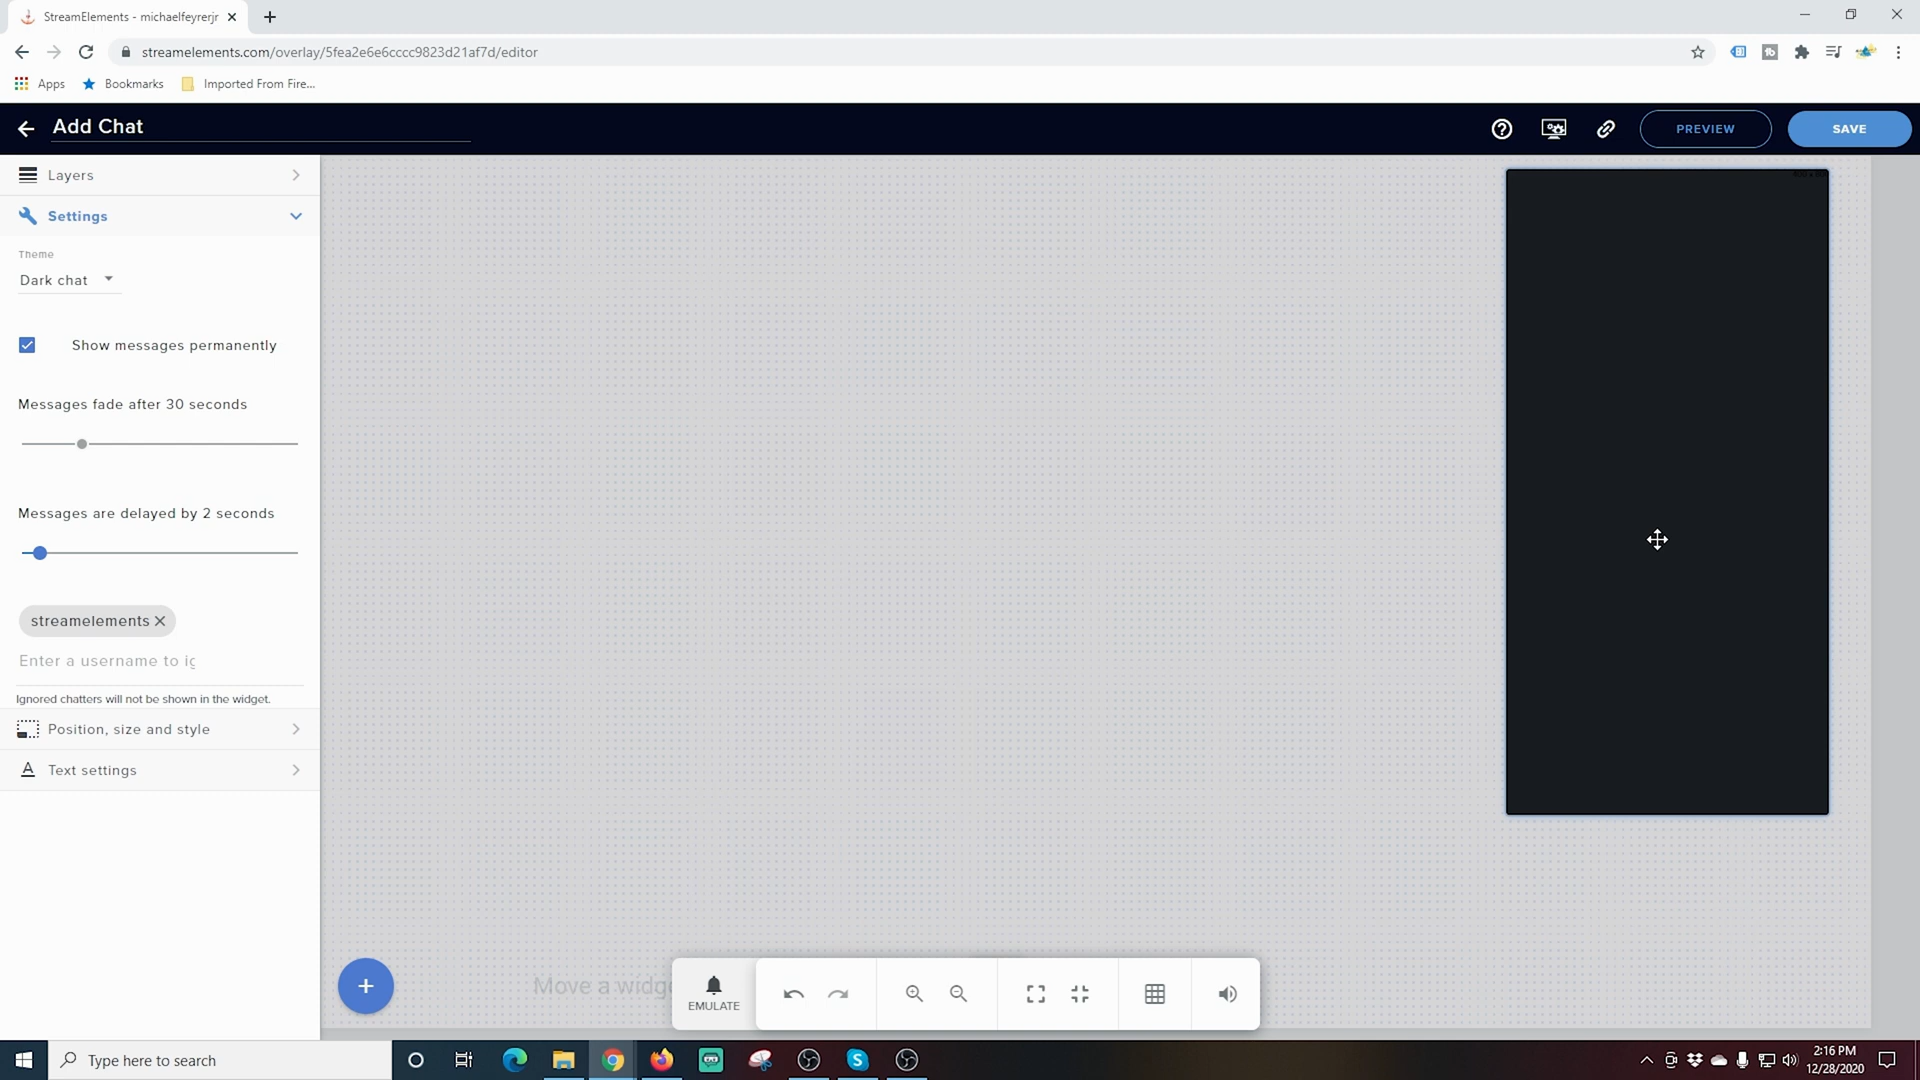 StreamElements - michaelfeyrerjr
streamelements.com/overlay/5fea2e6e6cccc9823d21af7d/editor
Apps
Bookmarks
Imported From Fire...
Add Chat
PREVIEW
SAVE
Layers
Settings
Theme
Dark chat
Show messages permanently
Messages fade after 30 seconds
Messages are delayed by 2 seconds
streamelements
Enter a username to ig
Ignored chatters will not be shown in the widget.
Position, size and style
Text settings
Move a widg
EMULATE
Type here to search
2:16 PM
12/28/2020